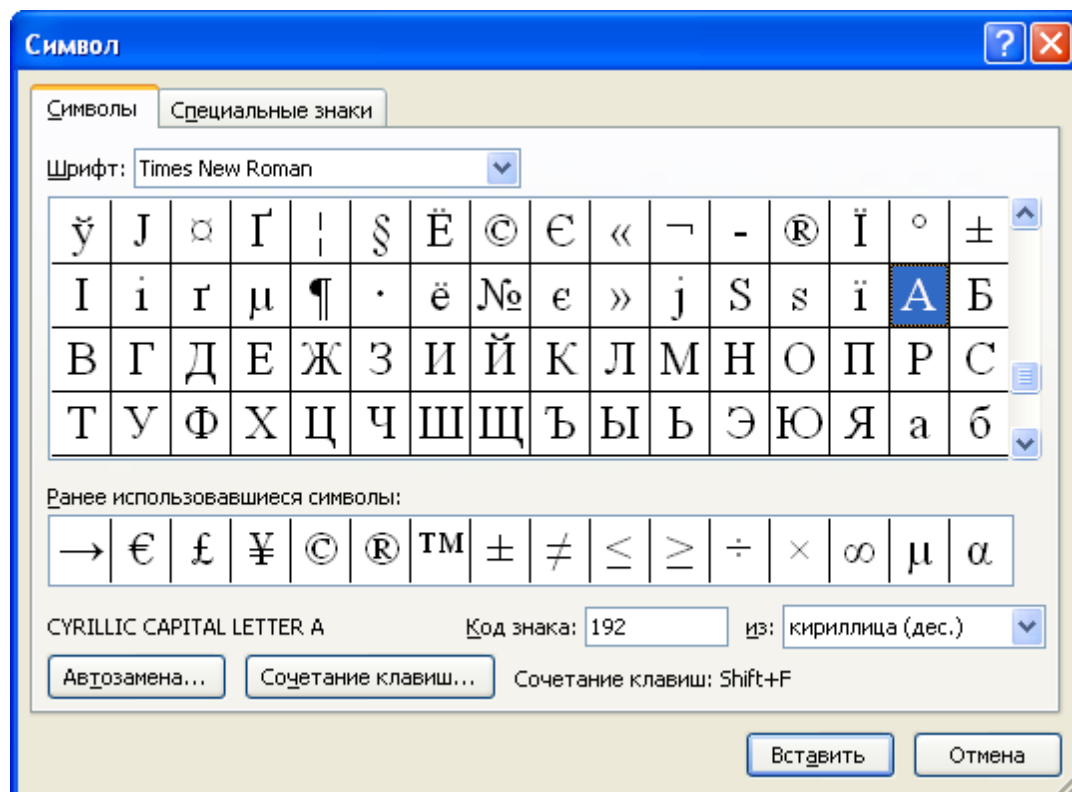 Символ
Символы Специальные знаки
Шрифт: Times New Roman
ў Ј ¤ Ґ ¦ § Ё © Є « ¬ - ® Ї ° ±
І і ґ µ ¶ · ё № є » ј Ѕ ѕ ї А Б
В Г Д Е Ж З И Й К Л М Н О П Р С
Т У Ф Х Ц Ч Ш Щ Ъ Ы Ь Э Ю Я а б
Ранее использовавшиеся символы:
→ € £ ¥ © ® ™ ± ≠ ≤ ≥ ÷ × ∞ µ α
CYRILLIC CAPITAL LETTER A Код знака: 192 из: кириллица (дес.)
Автозамена... Сочетание клавиш... Сочетание клавиш: Shift+F
Вставить Отмена